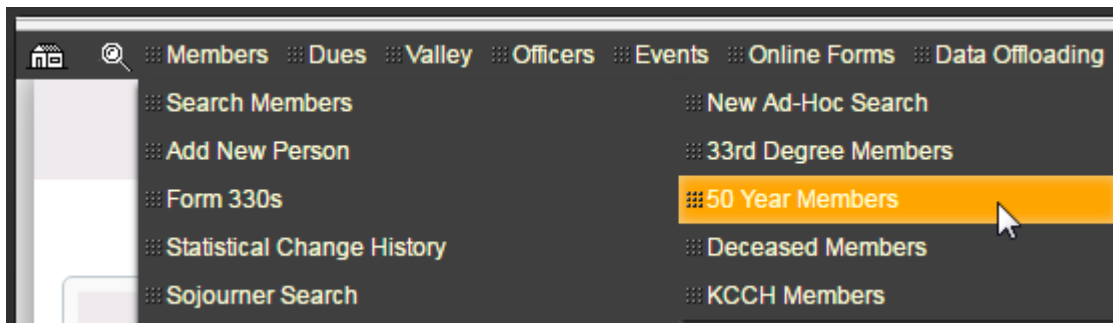 Members Dues Valley Officers Events Online Forms Data Offloading
Search Members
Add New Person
Form 330s
Statistical Change History
Sojourner Search
New Ad-Hoc Search
33rd Degree Members
50 Year Members
Deceased Members
KCCH Members